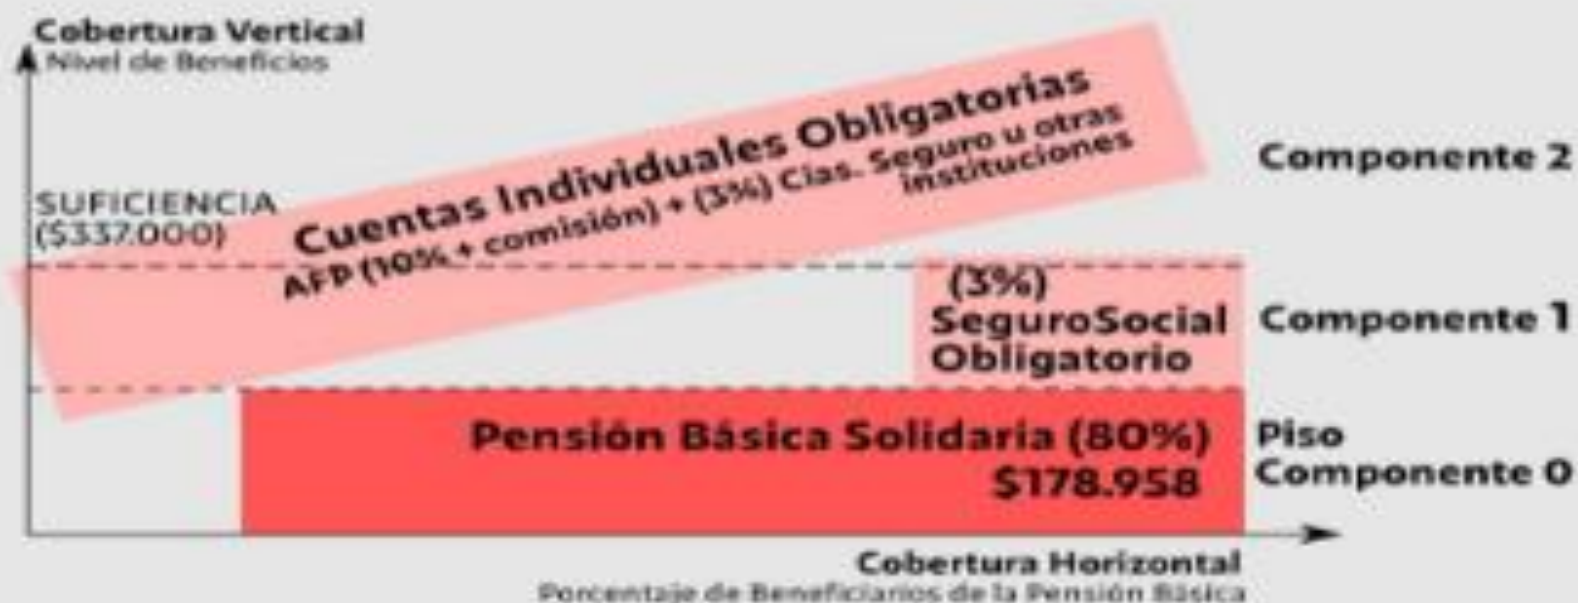 Cobertura Vertical
Nivel de Beneficios
Cuentas Individuales Obligatorias
AFP (10% + comisión) + (3%) Cias. Seguro u otras
instituciones
Componente 2
SUFICIENCIA
($337.000)
(3%)
SeguroSocial
Obligatorio
Componente 1
Pensión Básica Solidaria (80%)
$178.958
Piso
Componente 0
Cobertura Horizontal
Porcentaje de Beneficiarios de la Pensión Básica